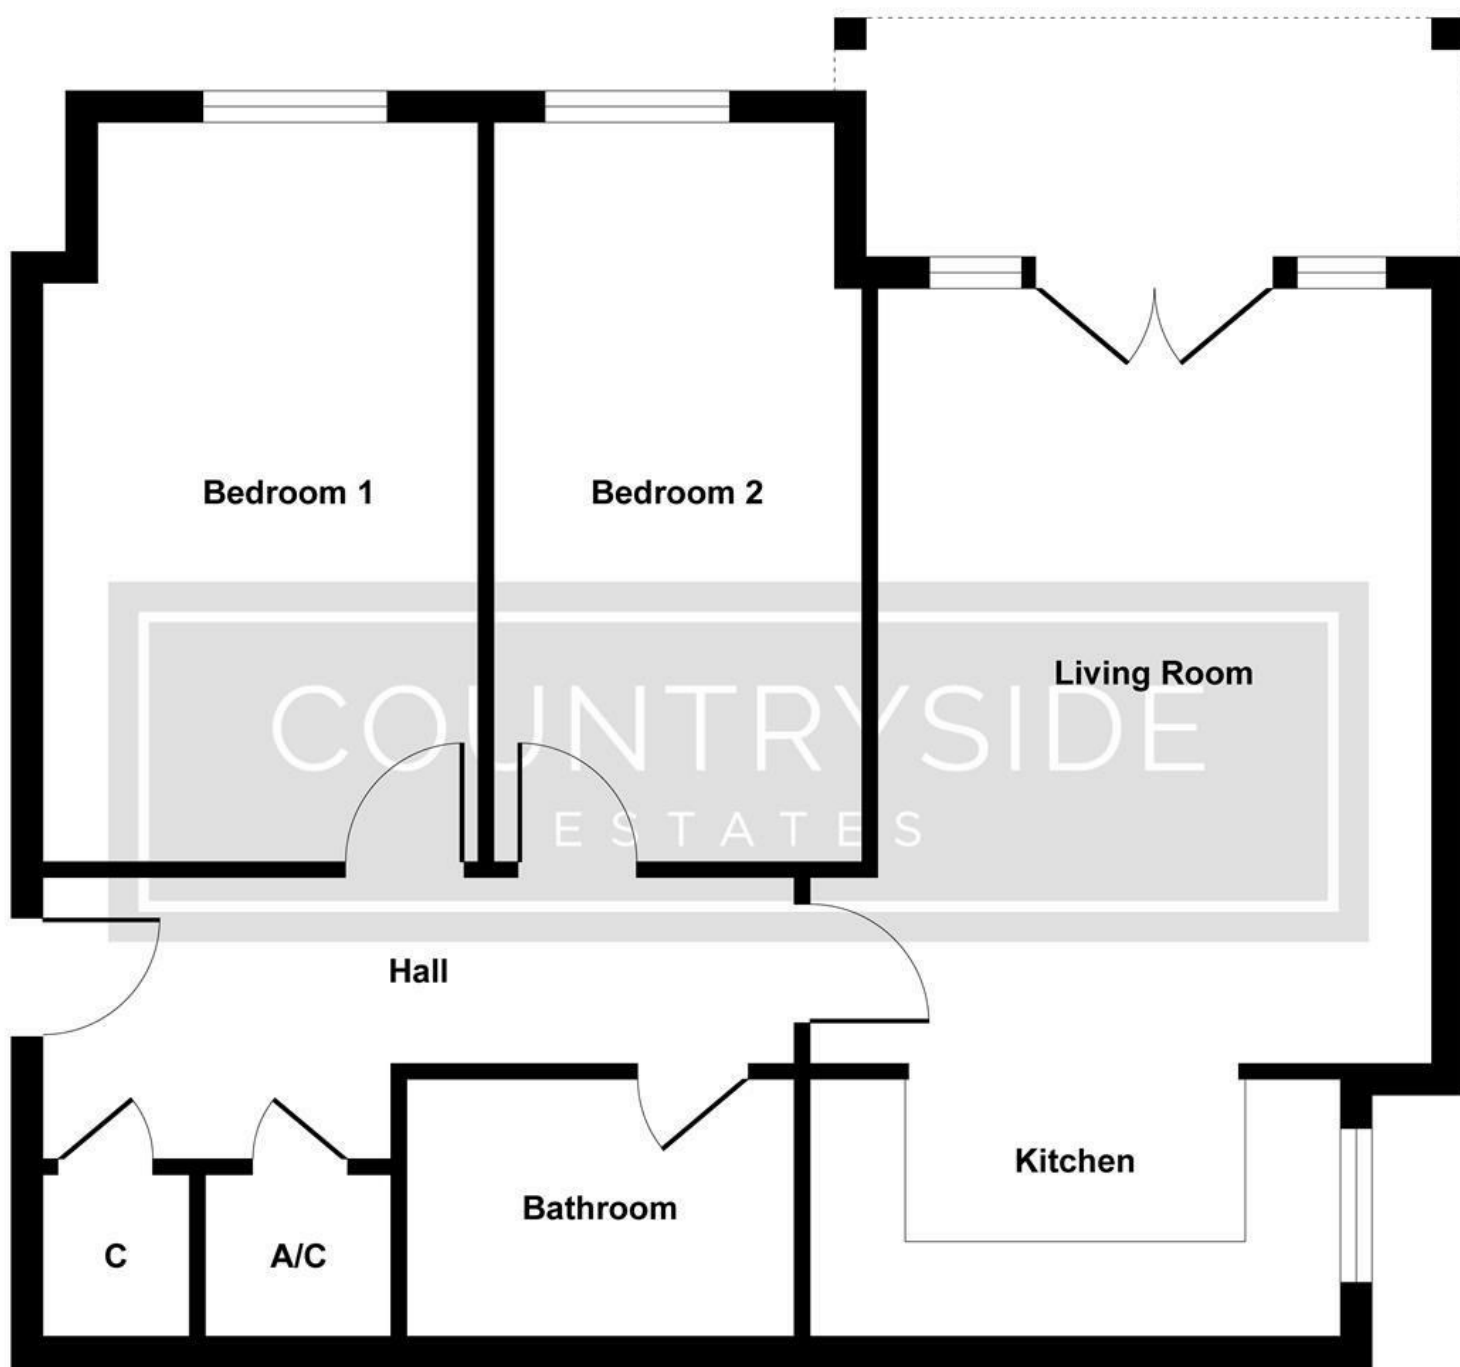 Bedroom 1
Bedroom 2
Living Room
COUNTRYSIDE
ESTATES
Hall
Kitchen
Bathroom
C
A/C